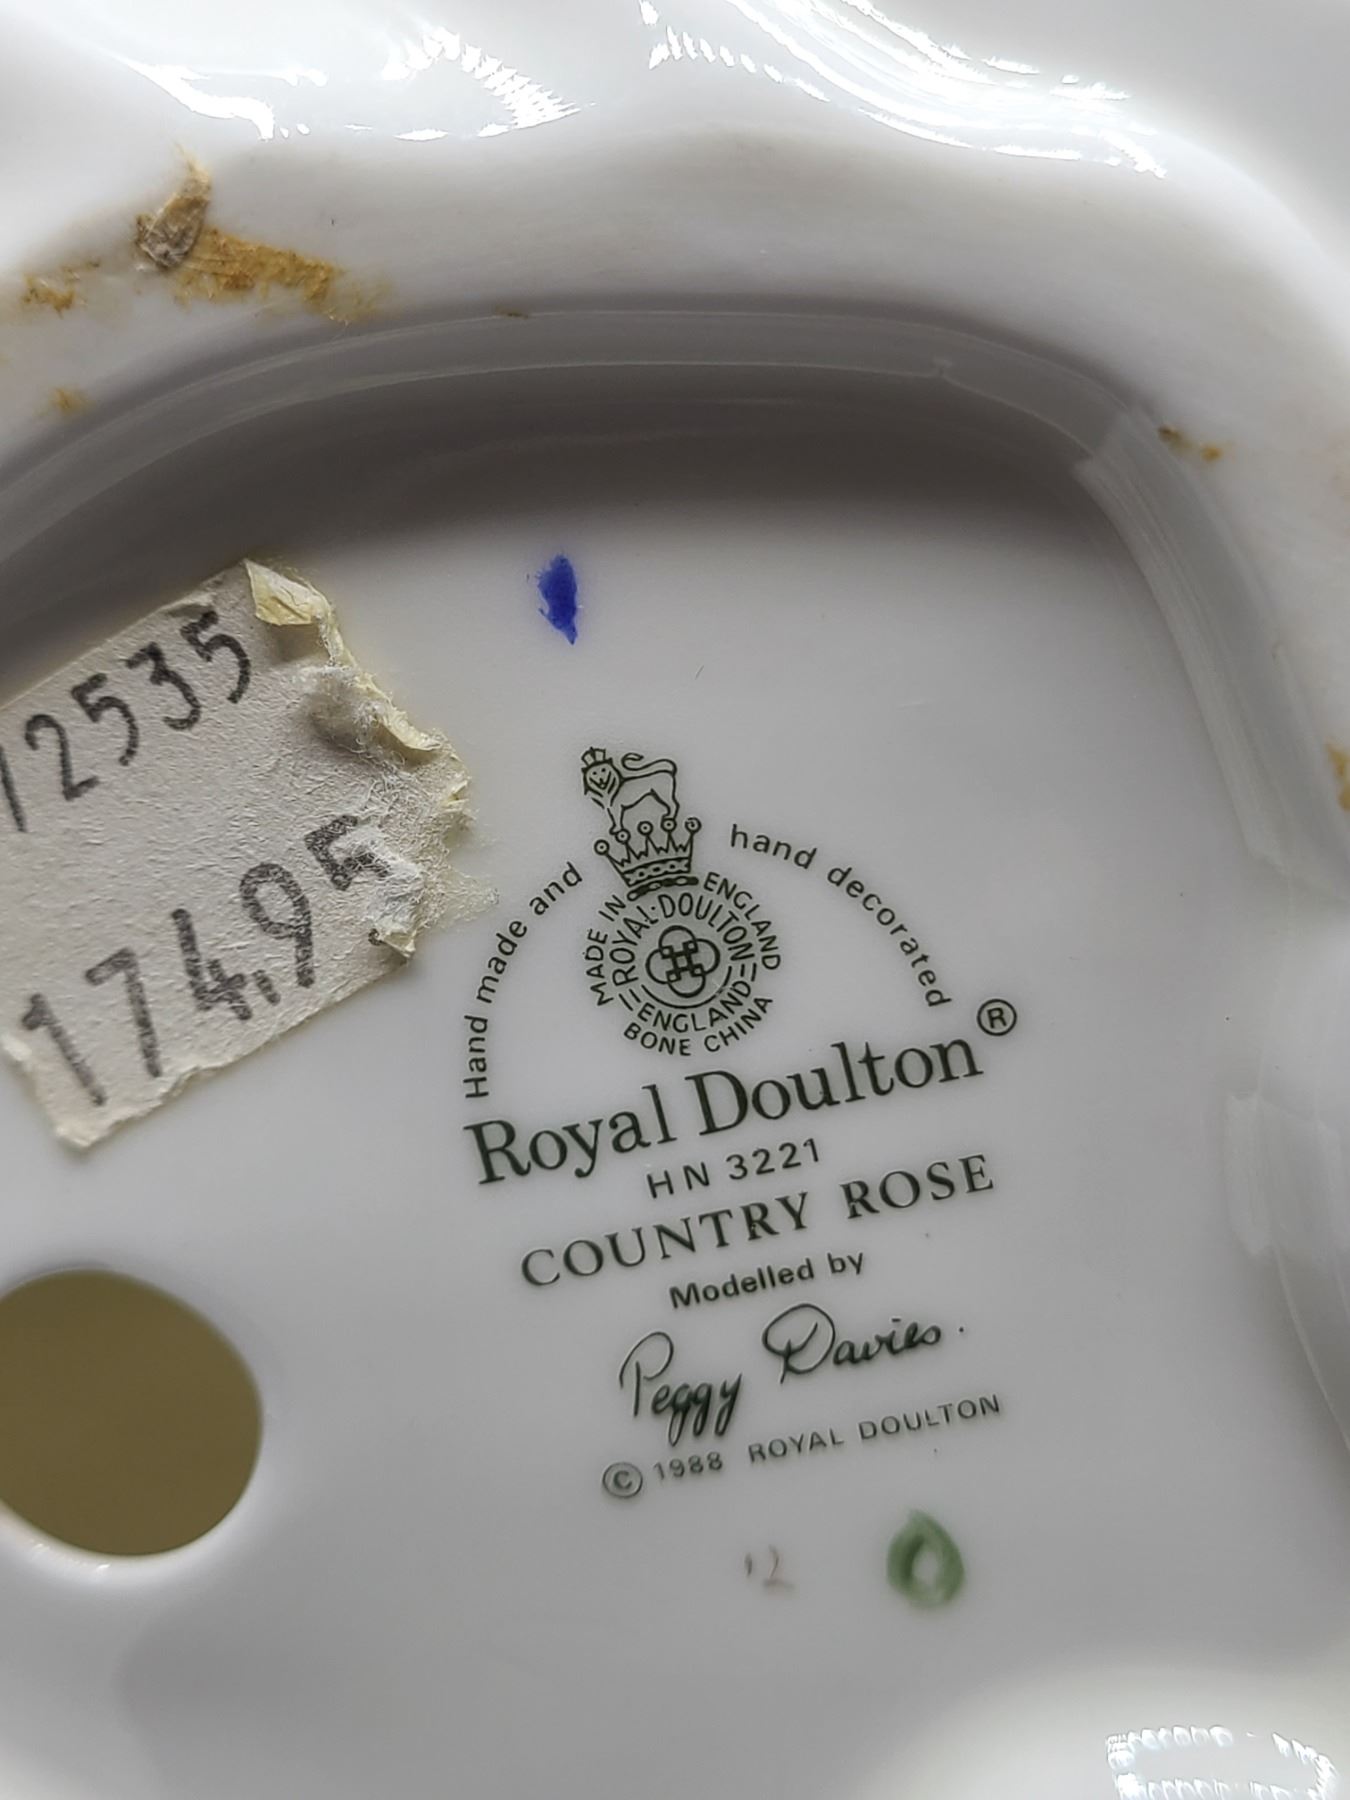 12535
174.95
Hand made and hand decorated
MADE IN ENGLAND
ROYAL DOULTON
ENGLAND
BONE CHINA
Royal Doulton®
HN 3221
COUNTRY ROSE
Modelled by
Peggy Davies.
© 1988 ROYAL DOULTON
12